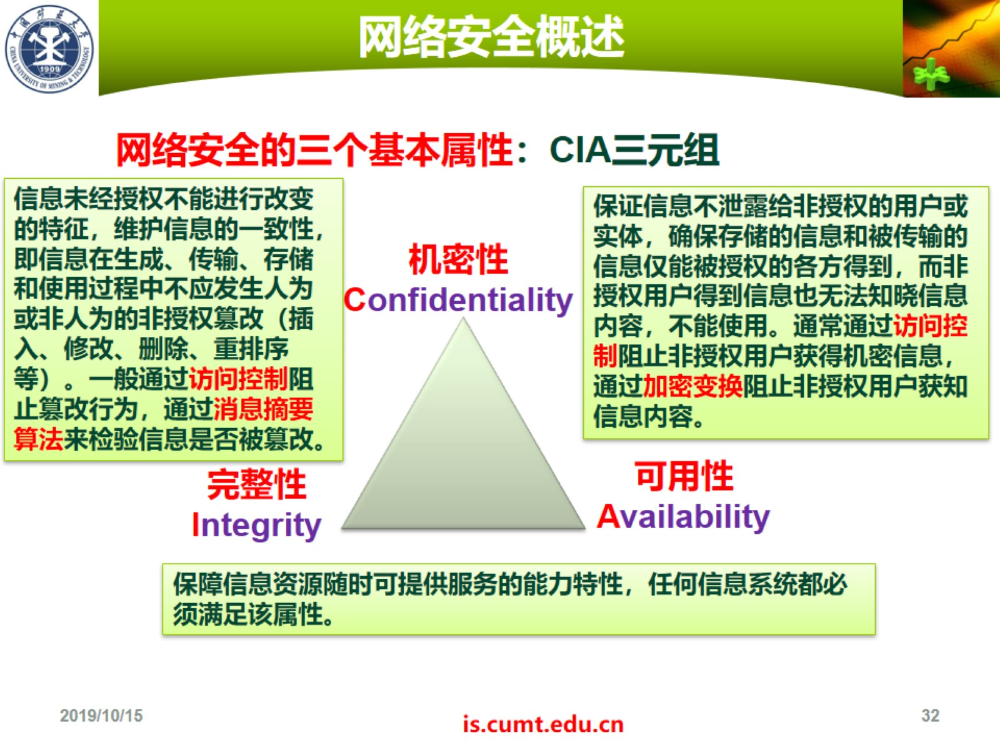 中国矿业大学
1909
CHINA UNIVERSITY OF MINING & TECHNOLOGY
网络安全概述
网络安全的三个基本属性：CIA三元组
信息未经授权不能进行改变
的特征，维护信息的一致性，
即信息在生成、传输、存储
和使用过程中不应发生人为
或非人为的非授权篡改（插
入、修改、删除、重排序
等）。一般通过访问控制阻
止篡改行为，通过消息摘要
算法来检验信息是否被篡改。
机密性
Confidentiality
保证信息不泄露给非授权的用户或
实体，确保存储的信息和被传输的
信息仅能被授权的各方得到，而非
授权用户得到信息也无法知晓信息
内容，不能使用。通常通过访问控
制阻止非授权用户获得机密信息，
通过加密变换阻止非授权用户获知
信息内容。
完整性
Integrity
可用性
Availability
保障信息资源随时可提供服务的能力特性，任何信息系统都必
须满足该属性。
2019/10/15
is.cumt.edu.cn
32